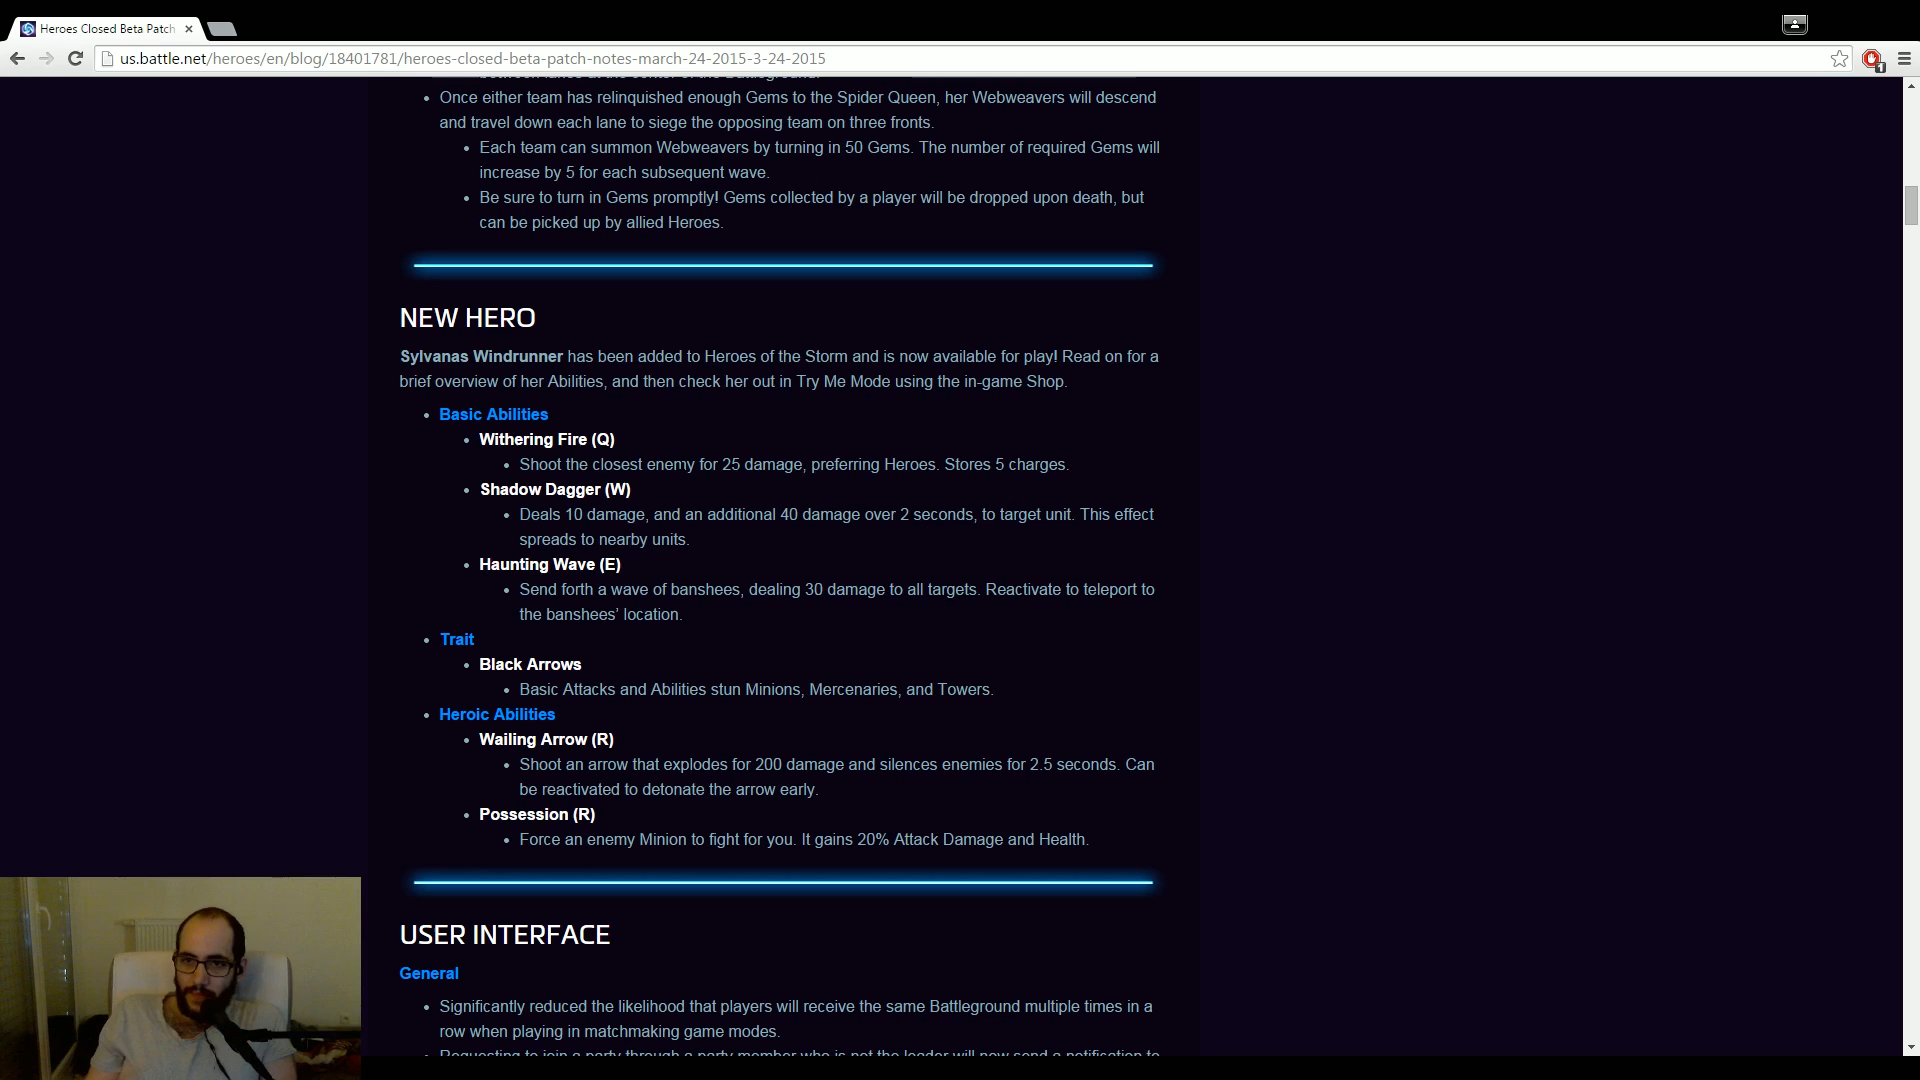 Heroes Closed Beta Patch
us.battle.net/heroes/en/blog/18401781/heroes-closed-beta-patch-notes-march-24-2015-3-24-2015
1
between lanes at the center of the Battleground.
Once either team has relinquished enough Gems to the Spider Queen, her Webweavers will descend
and travel down each lane to siege the opposing team on three fronts.
Each team can summon Webweavers by turning in 50 Gems. The number of required Gems will
increase by 5 for each subsequent wave.
Be sure to turn in Gems promptly! Gems collected by a player will be dropped upon death, but
can be picked up by allied Heroes.
NEW HERO
Sylvanas Windrunner has been added to Heroes of the Storm and is now available for play! Read on for a
brief overview of her Abilities, and then check her out in Try Me Mode using the in-game Shop.
Basic Abilities
Withering Fire (Q)
Shoot the closest enemy for 25 damage, preferring Heroes. Stores 5 charges.
Shadow Dagger (W)
Deals 10 damage, and an additional 40 damage over 2 seconds, to target unit. This effect
spreads to nearby units.
Haunting Wave (E)
Send forth a wave of banshees, dealing 30 damage to all targets. Reactivate to teleport to
the banshees’ location.
Trait
Black Arrows
Basic Attacks and Abilities stun Minions, Mercenaries, and Towers.
Heroic Abilities
Wailing Arrow (R)
Shoot an arrow that explodes for 200 damage and silences enemies for 2.5 seconds. Can
be reactivated to detonate the arrow early.
Possession (R)
Force an enemy Minion to fight for you. It gains 20% Attack Damage and Health.
USER INTERFACE
General
Significantly reduced the likelihood that players will receive the same Battleground multiple times in a
row when playing in matchmaking game modes.
Requesting to join a party through a party member who is not the leader will now send a notification to